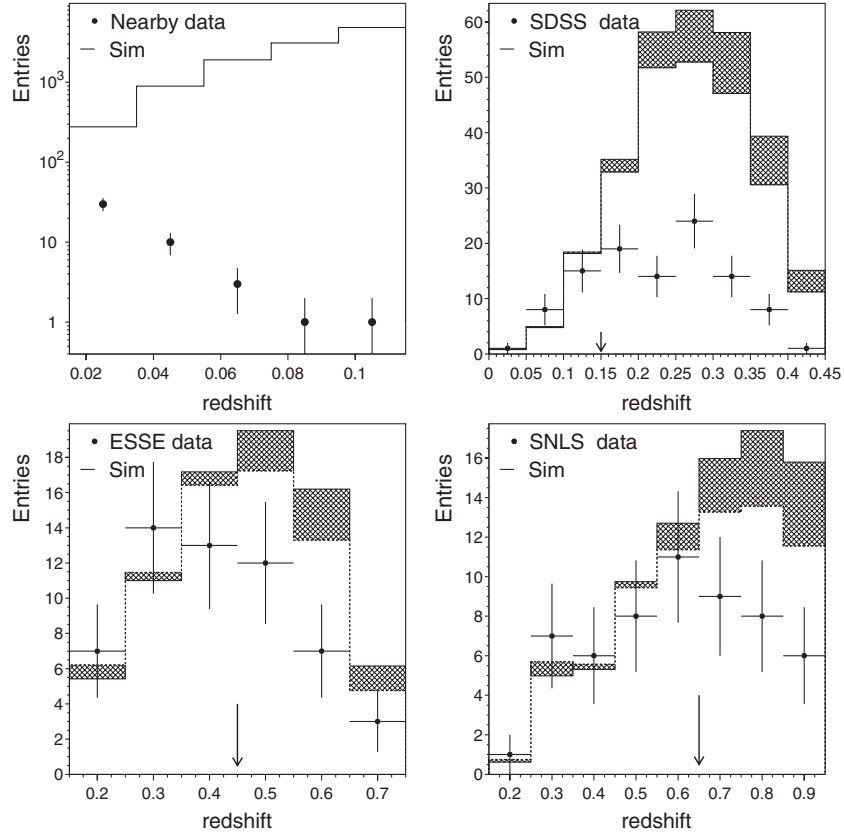 Nearby data
Sim
Entries
10³
10²
10
1
0.02 0.04 0.06 0.08 0.1
redshift
SDSS data
Sim
Entries
60
50
40
30
20
10
0
0 0.05 0.1 0.15 0.2 0.25 0.3 0.35 0.4 0.45
redshift
ESSE data
Sim
Entries
18
16
14
12
10
8
6
4
2
0
0.2 0.3 0.4 0.5 0.6 0.7
redshift
SNLS data
Sim
Entries
16
14
12
10
8
6
4
2
0
0.2 0.3 0.4 0.5 0.6 0.7 0.8 0.9
redshift